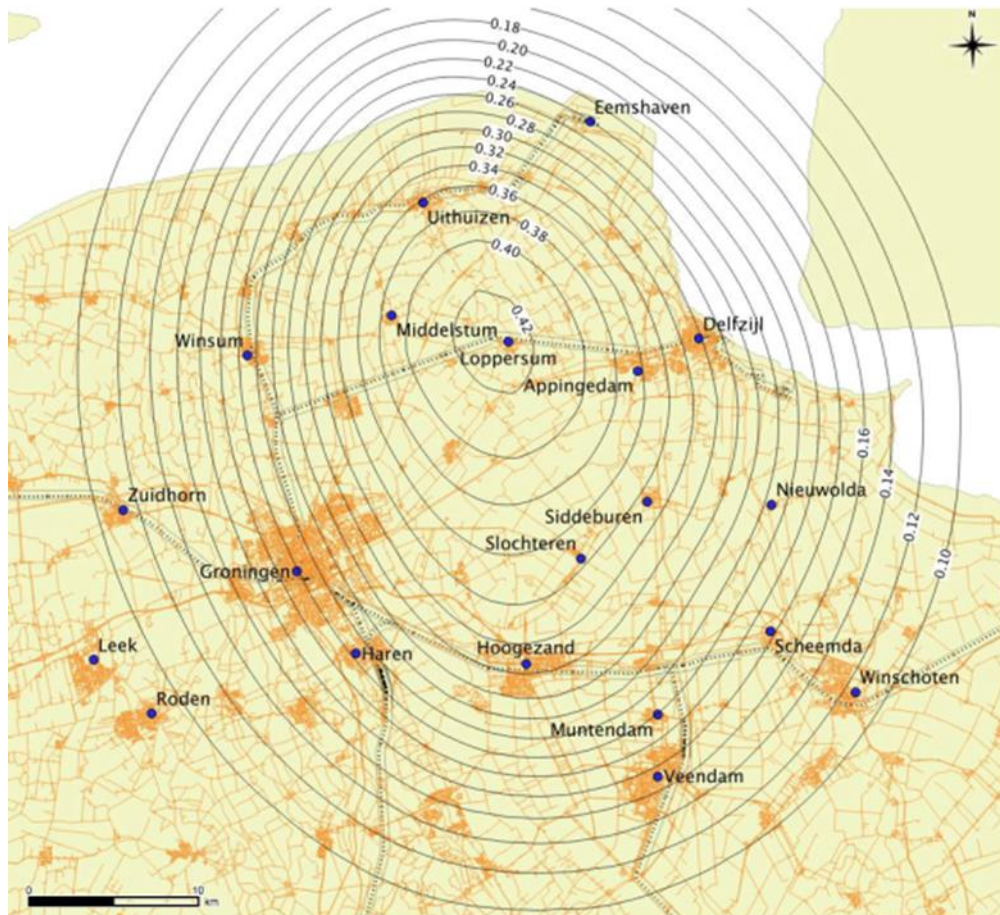 N
0.18
0.20
0.22
0.24
0.26
0.28
0.30
0.32
0.34
0.36
0.38
0.40
0.42
Eemshaven
Uithuizen
Delfzijl
Middelstum
Winsum
Loppersum
Appingedam
0.16
0.14
0.12
0.10
Zuidhorn
Nieuwolda
Siddeburen
Slochteren
Groningen
Leek
Haren
Hoogezand
Scheemda
Roden
Winschoten
Muntendam
Veendam
0
10
km